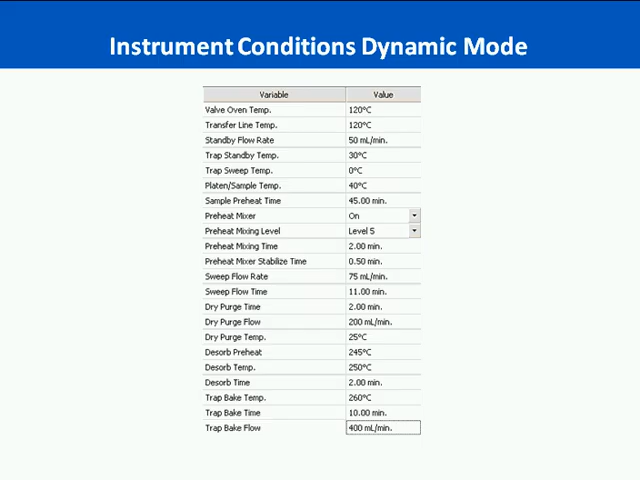 Instrument Conditions Dynamic Mode
Variable Value
Valve Oven Temp. 120°C
Transfer Line Temp. 120°C
Standby Flow Rate 50 mL/min.
Trap Standby Temp. 30°C
Trap Sweep Temp. 0°C
Platen/Sample Temp. 40°C
Sample Preheat Time 45.00 min.
Preheat Mixer On
Preheat Mixing Level Level 5
Preheat Mixing Time 2.00 min.
Preheat Mixer Stabilize Time 0.50 min.
Sweep Flow Rate 75 mL/min.
Sweep Flow Time 11.00 min.
Dry Purge Time 2.00 min.
Dry Purge Flow 200 mL/min.
Dry Purge Temp. 25°C
Desorb Preheat 245°C
Desorb Temp. 250°C
Desorb Time 2.00 min.
Trap Bake Temp. 260°C
Trap Bake Time 10.00 min.
Trap Bake Flow 400 mL/min.